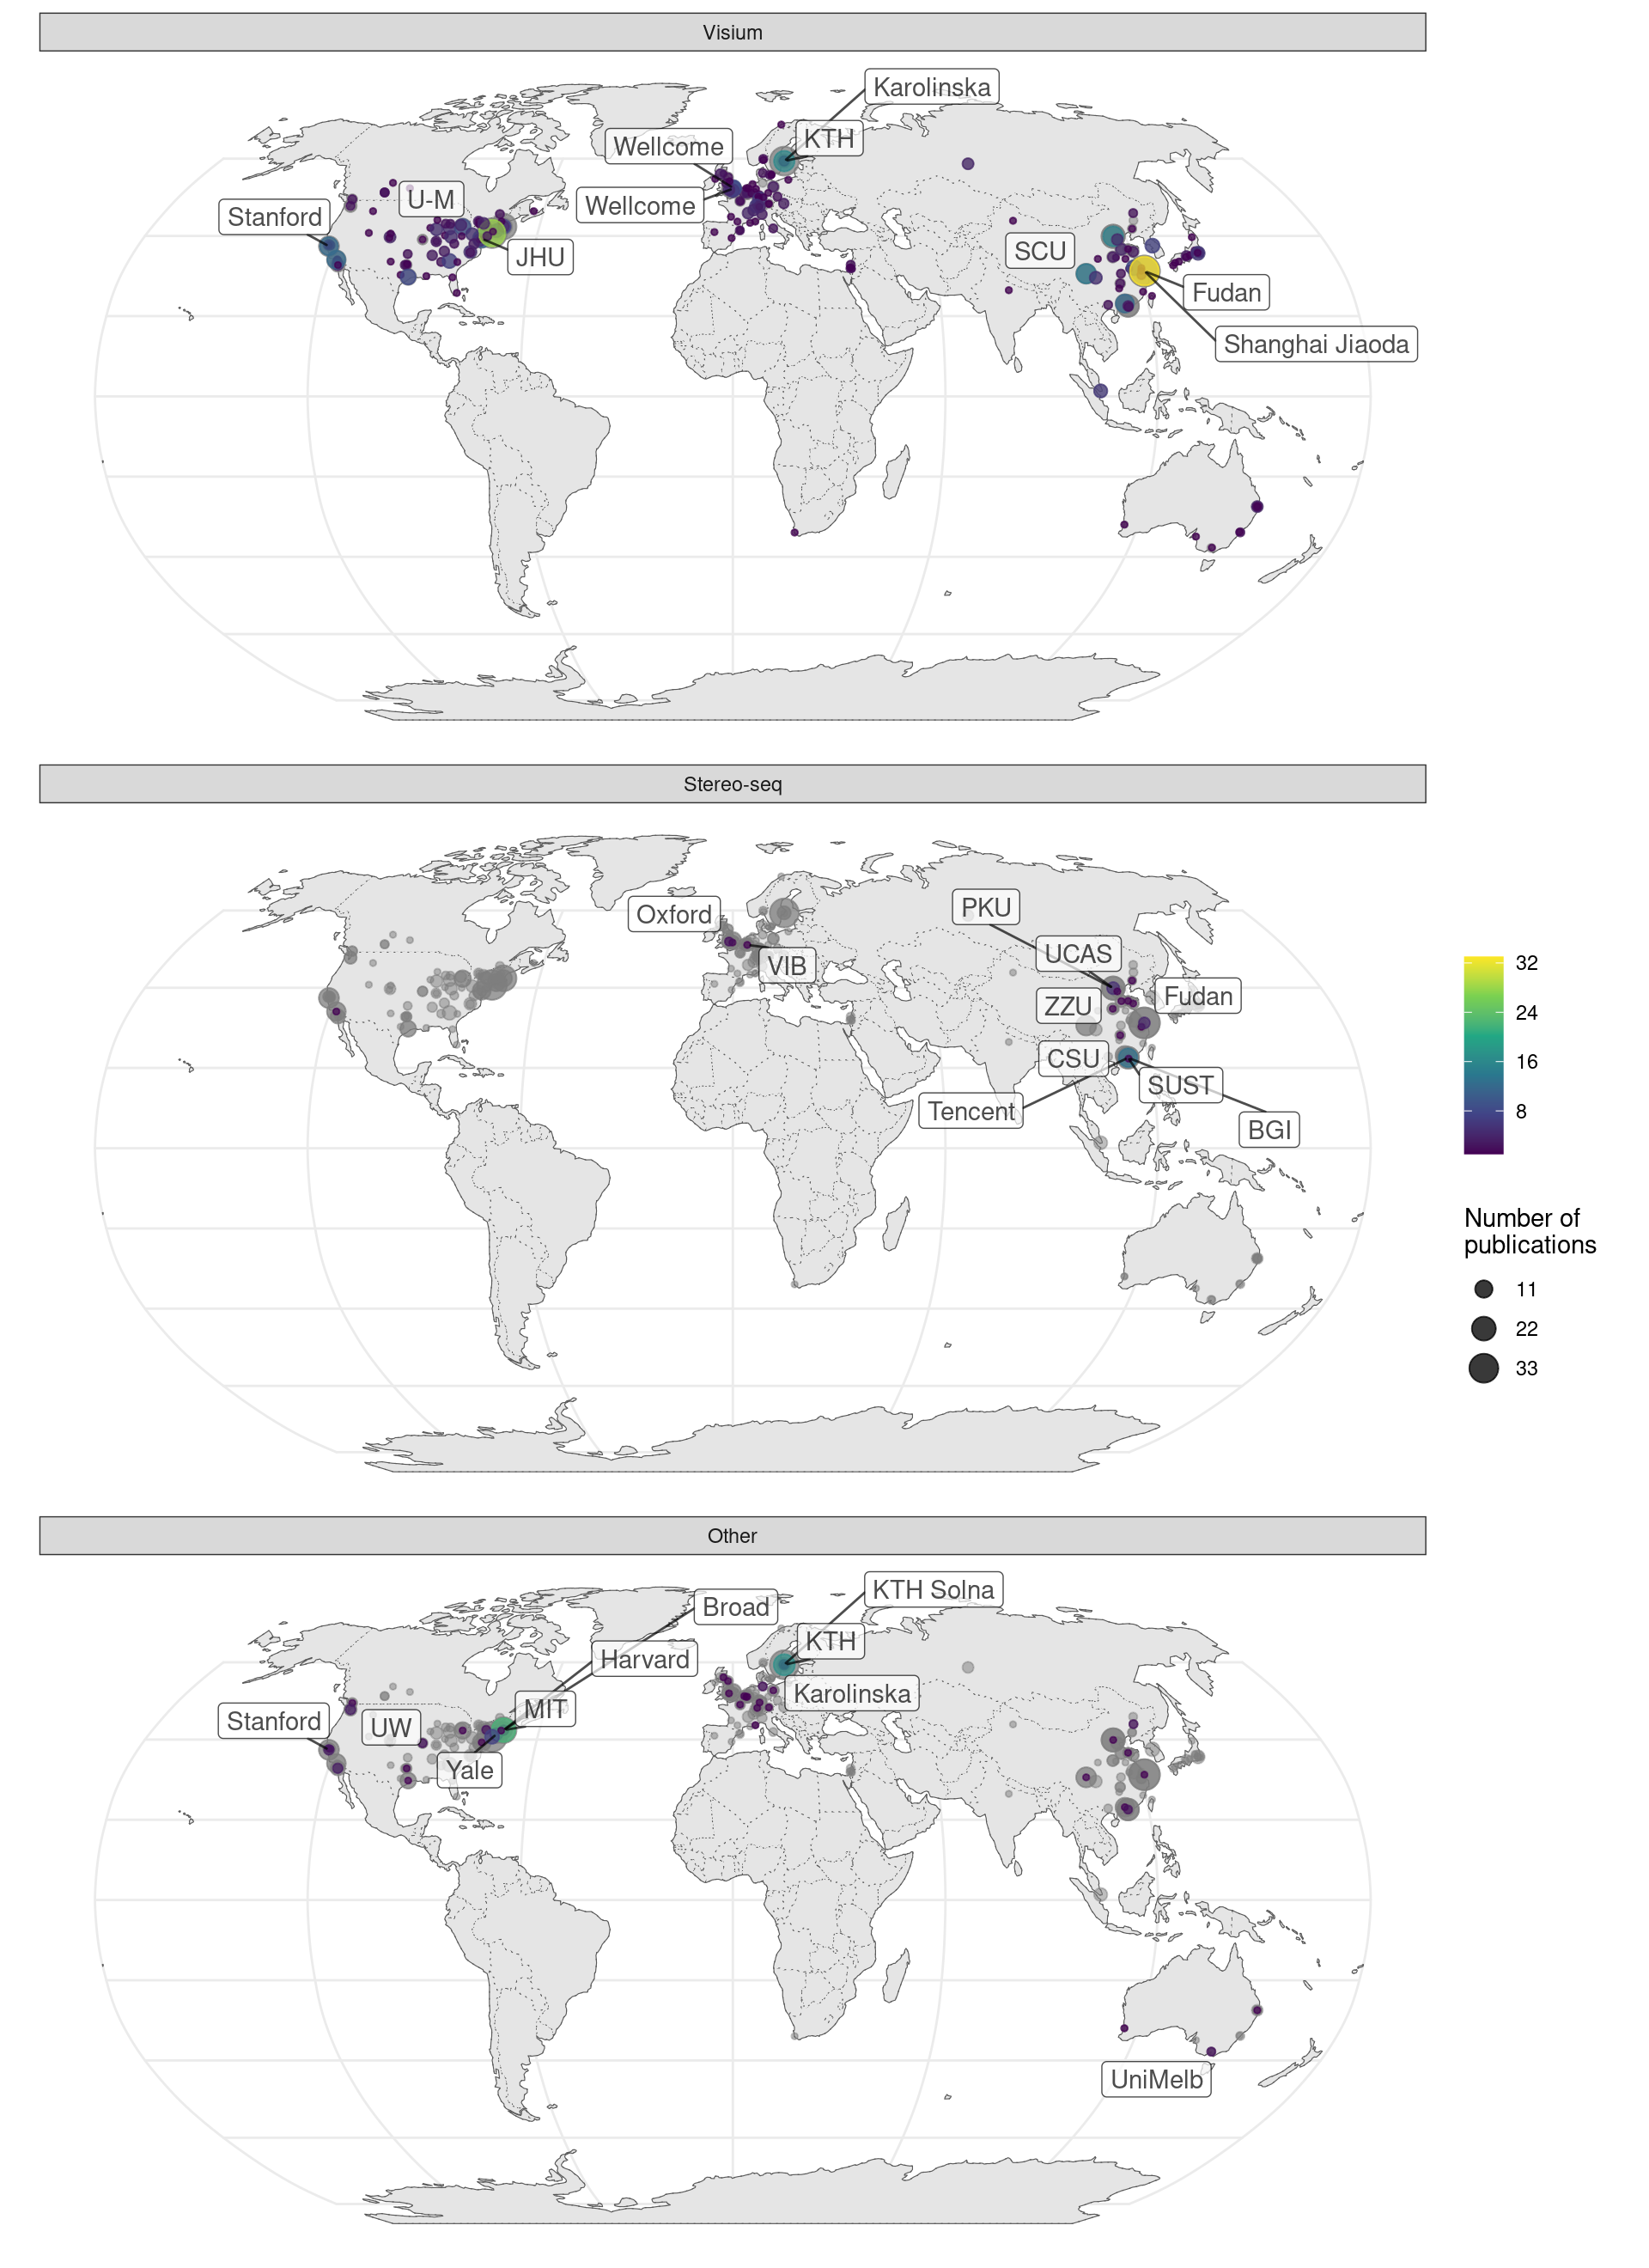 Visium
Karolinska
KTH
Wellcome
Wellcome
U-M
Stanford
JHU
SCU
Fudan
Shanghai Jiaoda
Stereo-seq
Oxford
VIB
PKU
UCAS
ZZU
Fudan
CSU
SUST
Tencent
BGI
32
24
16
8
Number of
publications
11
22
33
Other
KTH Solna
Broad
KTH
Harvard
Karolinska
MIT
Stanford
UW
Yale
UniMelb